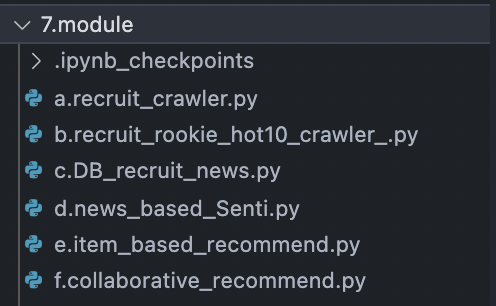 7.module
.ipynb_checkpoints
a.recruit_crawler.py
b.recruit_rookie_hot10_crawler_.py
c.DB_recruit_news.py
d.news_based_Senti.py
e.item_based_recommend.py
f.collaborative_recommend.py